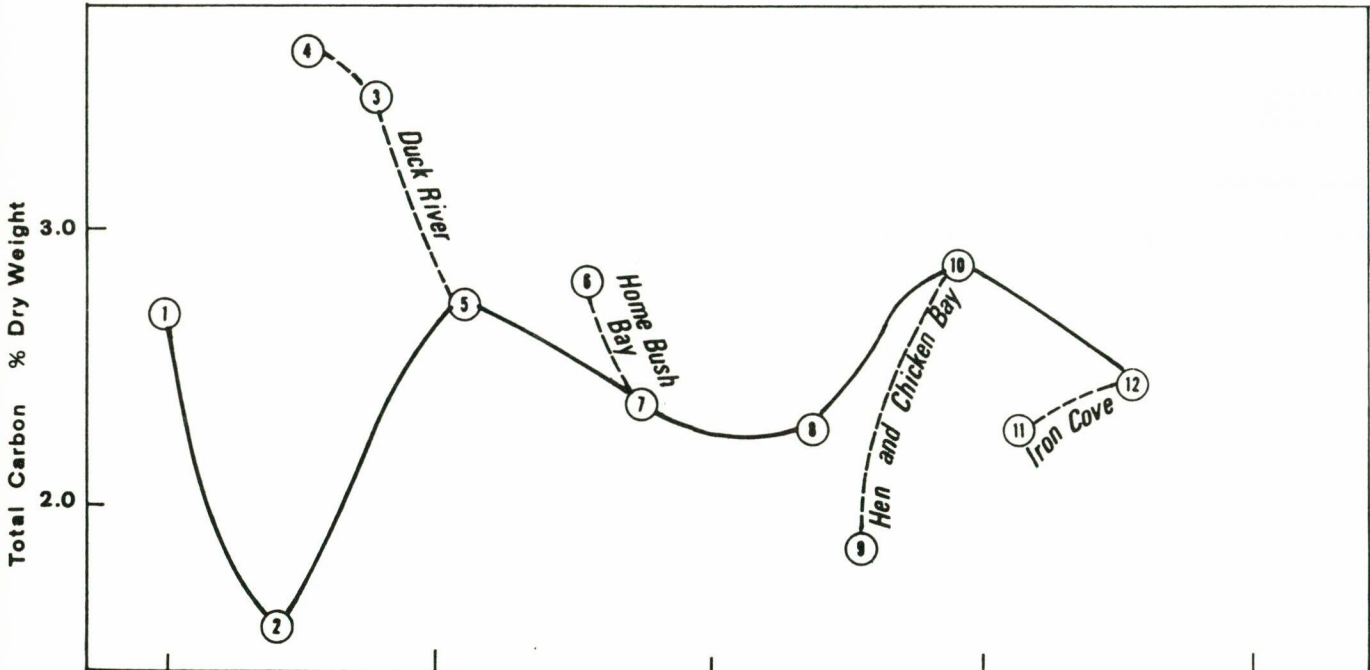 Total Carbon % Dry Weight
3.0
2.0
1
2
3
4
5
6
7
8
9
10
11
12
Duck River
Home Bush
Bay
Hen and Chicken Bay
Iron Cove